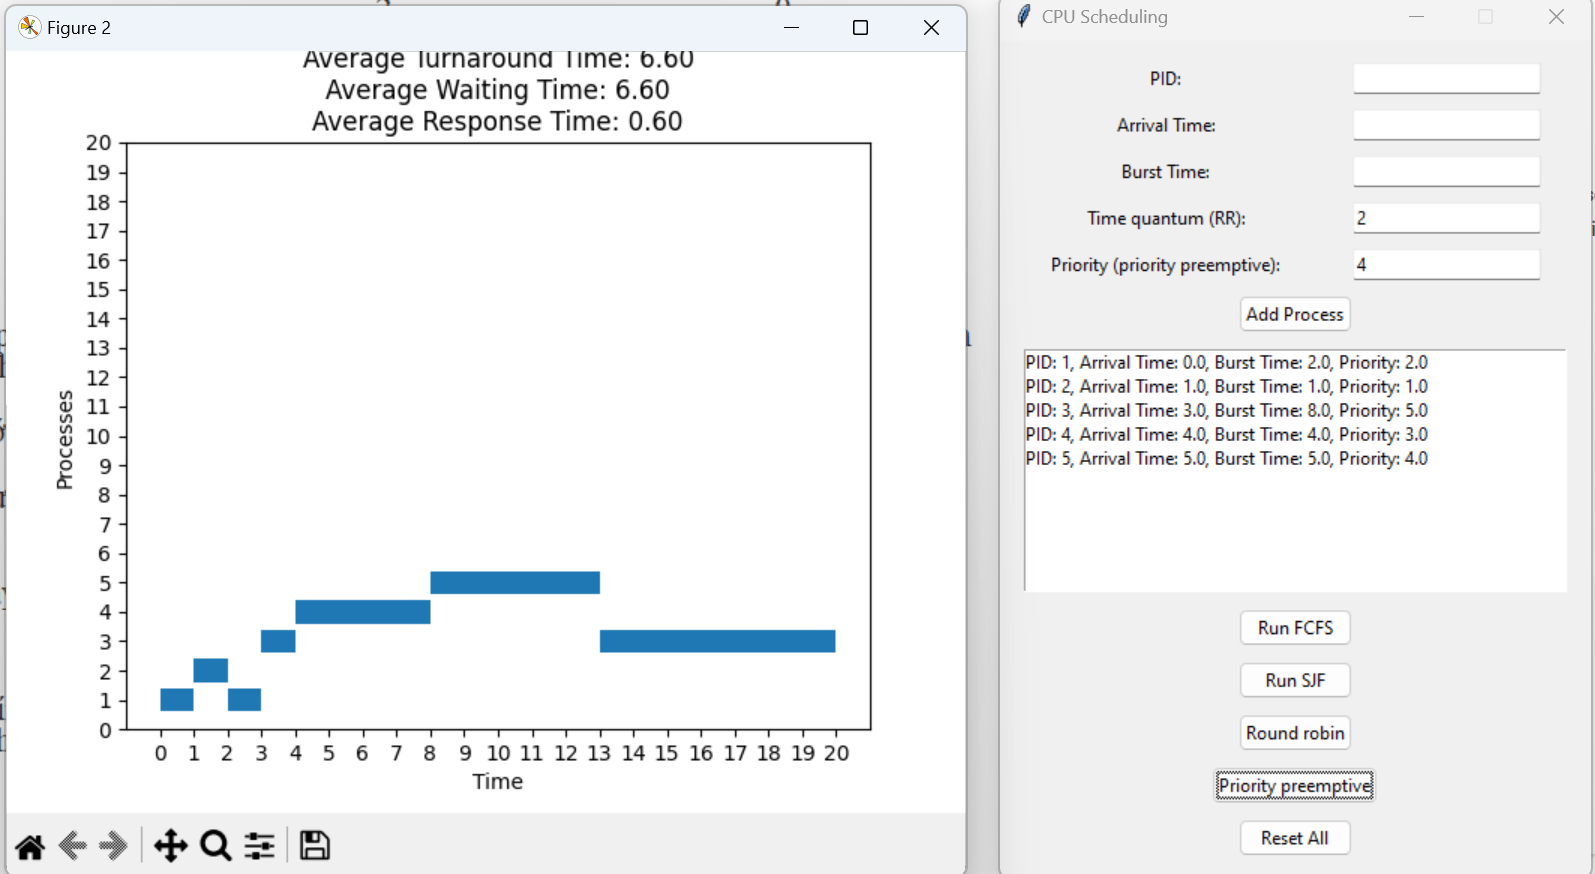 Figure 2
Average Turnaround Time: 6.60
Average Waiting Time: 6.60
Average Response Time: 0.60
20
19
18
17
16
15
14
13
12
11
10
9
8
7
6
5
4
3
2
1
0
Processes
0 1 2 3 4 5 6 7 8 9 10 11 12 13 14 15 16 17 18 19 20
Time
CPU Scheduling
PID:
Arrival Time:
Burst Time:
Time quantum (RR): 2
Priority (priority preemptive): 4
Add Process
PID: 1, Arrival Time: 0.0, Burst Time: 2.0, Priority: 2.0
PID: 2, Arrival Time: 1.0, Burst Time: 1.0, Priority: 1.0
PID: 3, Arrival Time: 3.0, Burst Time: 8.0, Priority: 5.0
PID: 4, Arrival Time: 4.0, Burst Time: 4.0, Priority: 3.0
PID: 5, Arrival Time: 5.0, Burst Time: 5.0, Priority: 4.0
Run FCFS
Run SJF
Round robin
Priority preemptive
Reset All